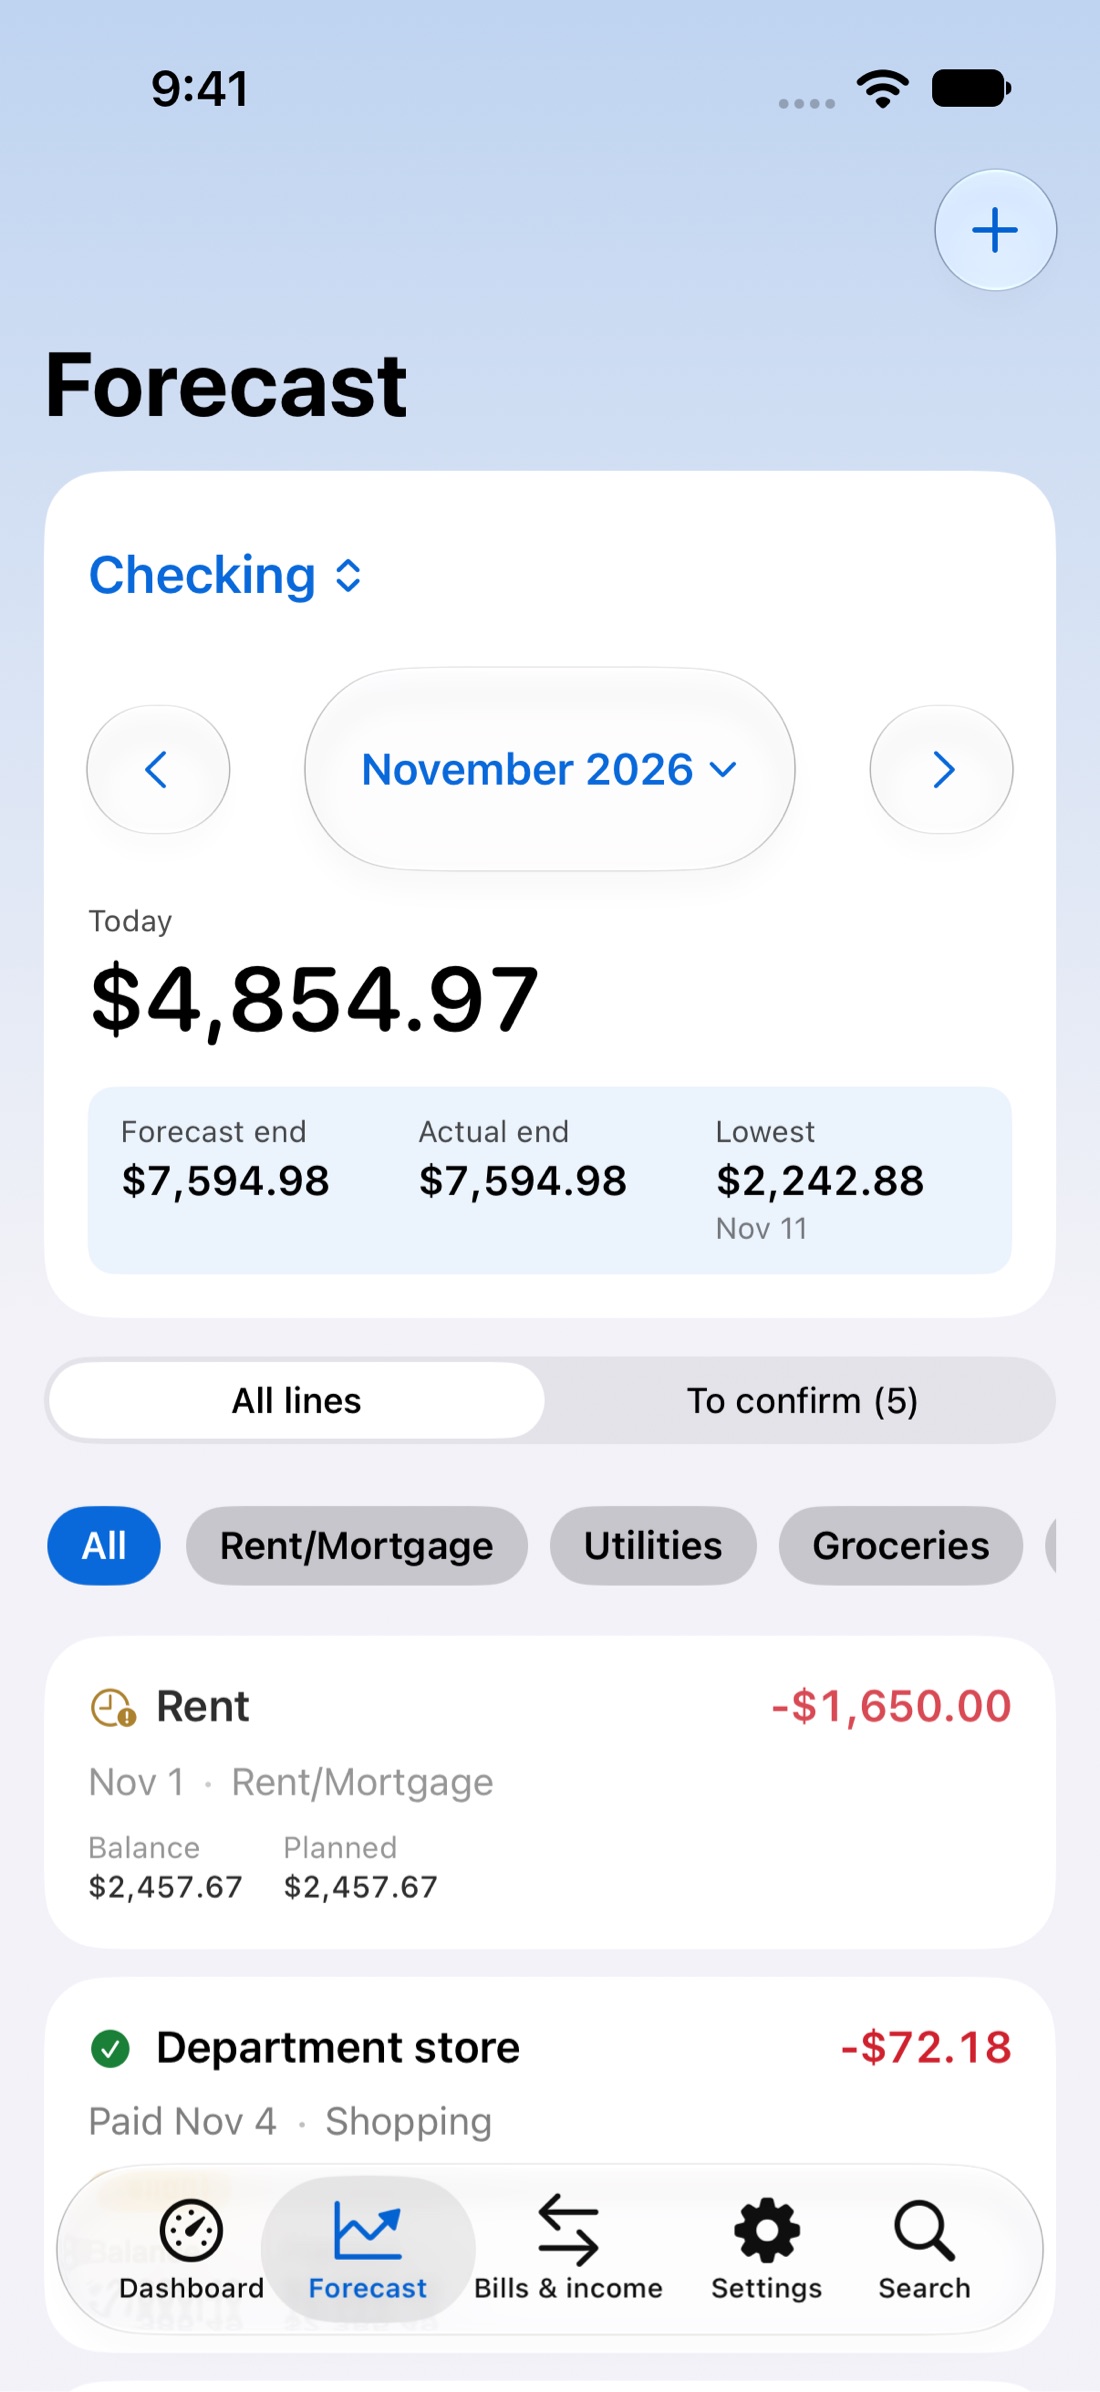 9:41
Forecast
Checking
November 2026
Today
$4,854.97
Forecast end Actual end Lowest
$7,594.98 $7,594.98 $2,242.88
Nov 11
All lines To confirm (5)
All Rent/Mortgage Utilities Groceries
Rent -$1,650.00
Nov 1 · Rent/Mortgage
Balance Planned
$2,457.67 $2,457.67
Department store -$72.18
Paid Nov 4 · Shopping
Dashboard Forecast Bills & income Settings Search